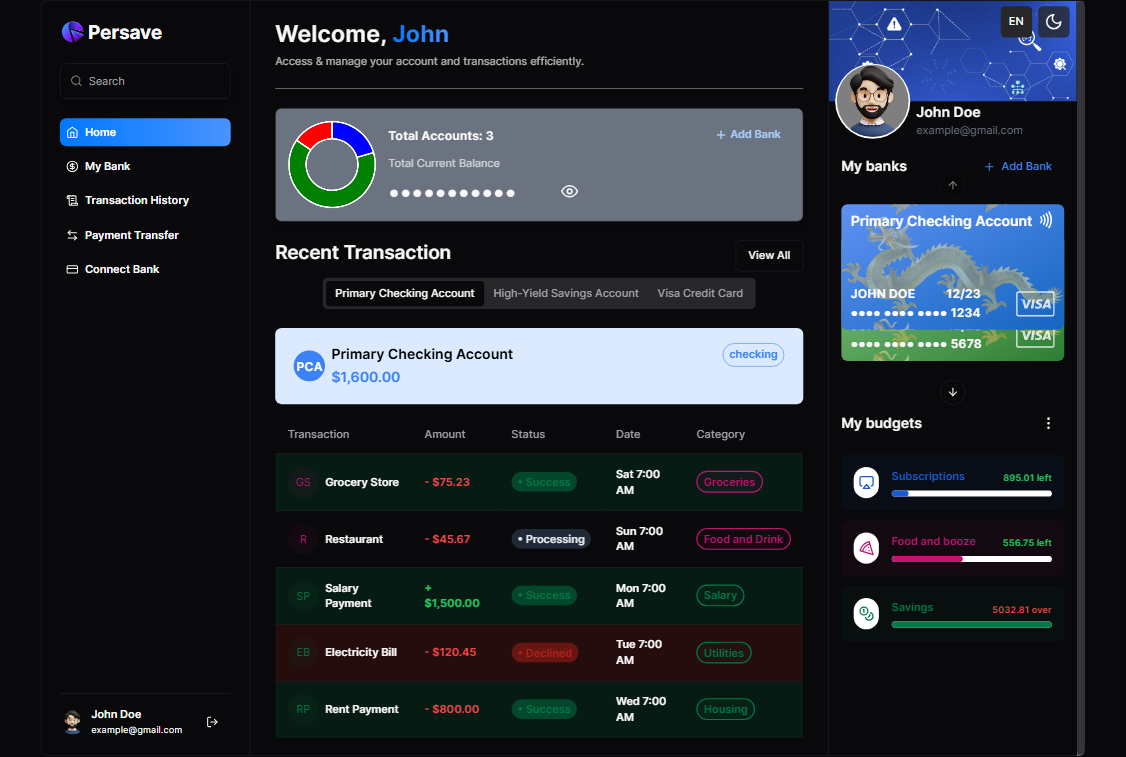 Persave
Search
Home
My Bank
Transaction History
Payment Transfer
Connect Bank
John Doe
example@gmail.com
Welcome, John
Access & manage your account and transactions efficiently.
Total Accounts: 3
+ Add Bank
Total Current Balance
●●●●●●●●●●●
Recent Transaction
View All
Primary Checking Account High-Yield Savings Account Visa Credit Card
PCA
Primary Checking Account
$1,600.00
checking
Transaction Amount Status Date Category
GS Grocery Store - $75.23 • Success Sat 7:00
AM
Groceries
R Restaurant - $45.67 • Processing Sun 7:00
AM
Food and Drink
SP Salary
Payment
+
$1,500.00
• Success
Mon 7:00
AM
Salary
EB Electricity Bill - $120.45 • Declined Tue 7:00
AM
Utilities
RP Rent Payment - $800.00 • Success Wed 7:00
AM
Housing
EN
John Doe
example@gmail.com
My banks
+ Add Bank
Primary Checking Account
JOHN DOE 12/23
●●●● ●●●● ●●●● 1234
VISA
●●●● ●●●● ●●●● 5678
VISA
My budgets
Subscriptions 895.01 left
Food and booze 556.75 left
Savings 5032.81 over